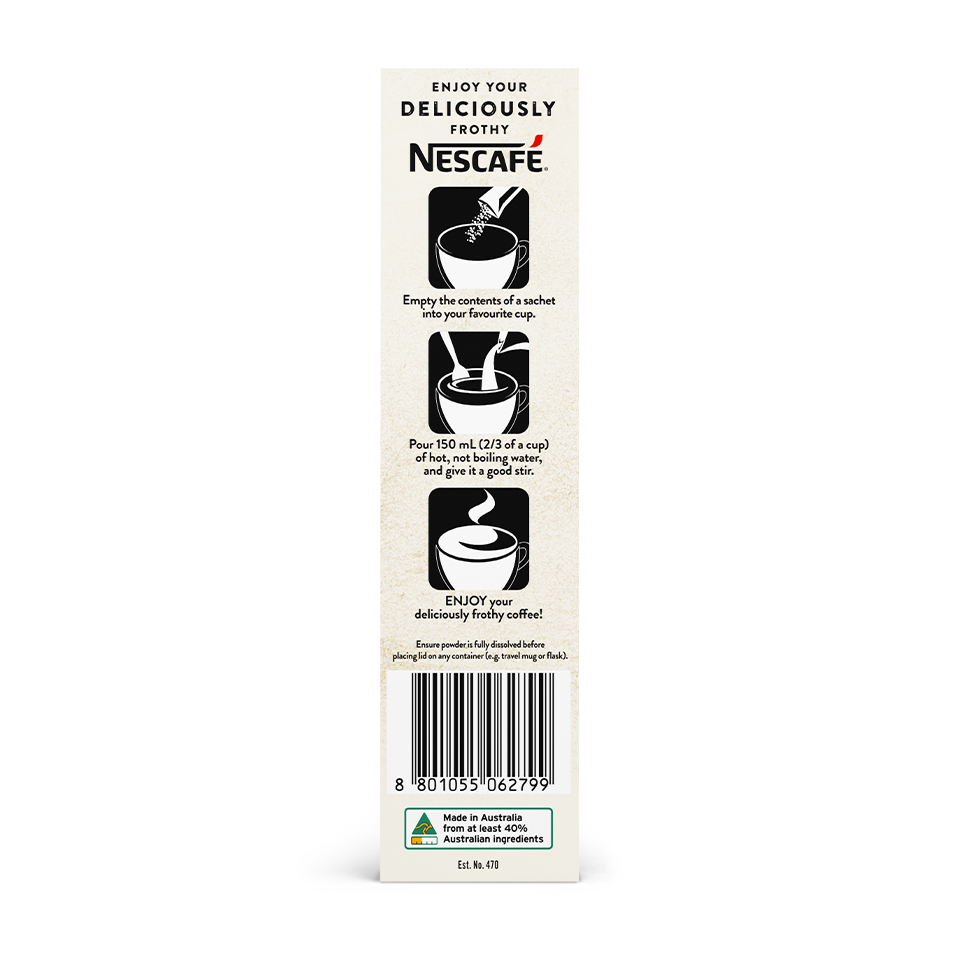 ENJOY YOUR
DELICIOUSLY
FROTHY
NESCAFÉ®
Empty the contents of a sachet
into your favourite cup.
Pour 150 mL (2/3 of a cup)
of hot, not boiling water,
and give it a good stir.
ENJOY your
deliciously frothy coffee!
Ensure powder is fully dissolved before
placing lid on any container (e.g. travel mug or flask).
8 801055 062799
Made in Australia
from at least 40%
Australian ingredients
Est. No. 470